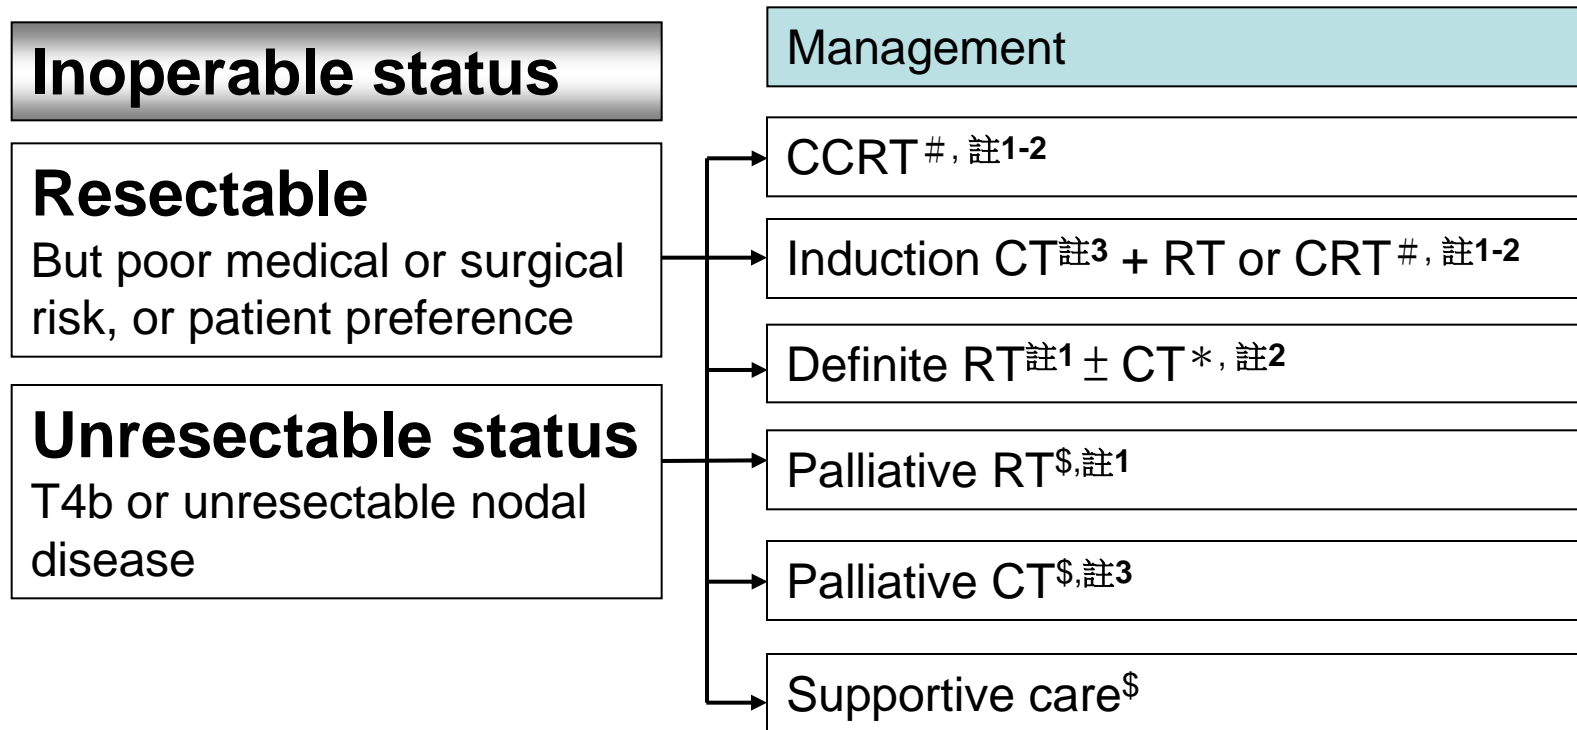 Inoperable status
Resectable
But poor medical or surgical
risk, or patient preference
Unresectable status
T4b or unresectable nodal
disease
Management
CCRT#, 註1-2
Induction CT註3 + RT or CRT#, 註1-2
Definite RT註1 ± CT*, 註2
Palliative RT$,註1
Palliative CT$,註3
Supportive care$